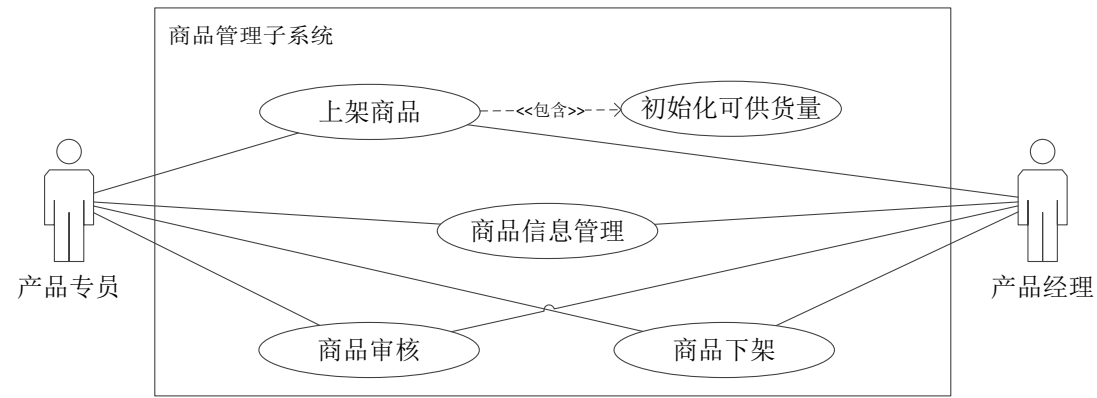 商品管理子系统
上架商品
<<包含>>
初始化可供货量
商品信息管理
产品专员
产品经理
商品审核
商品下架